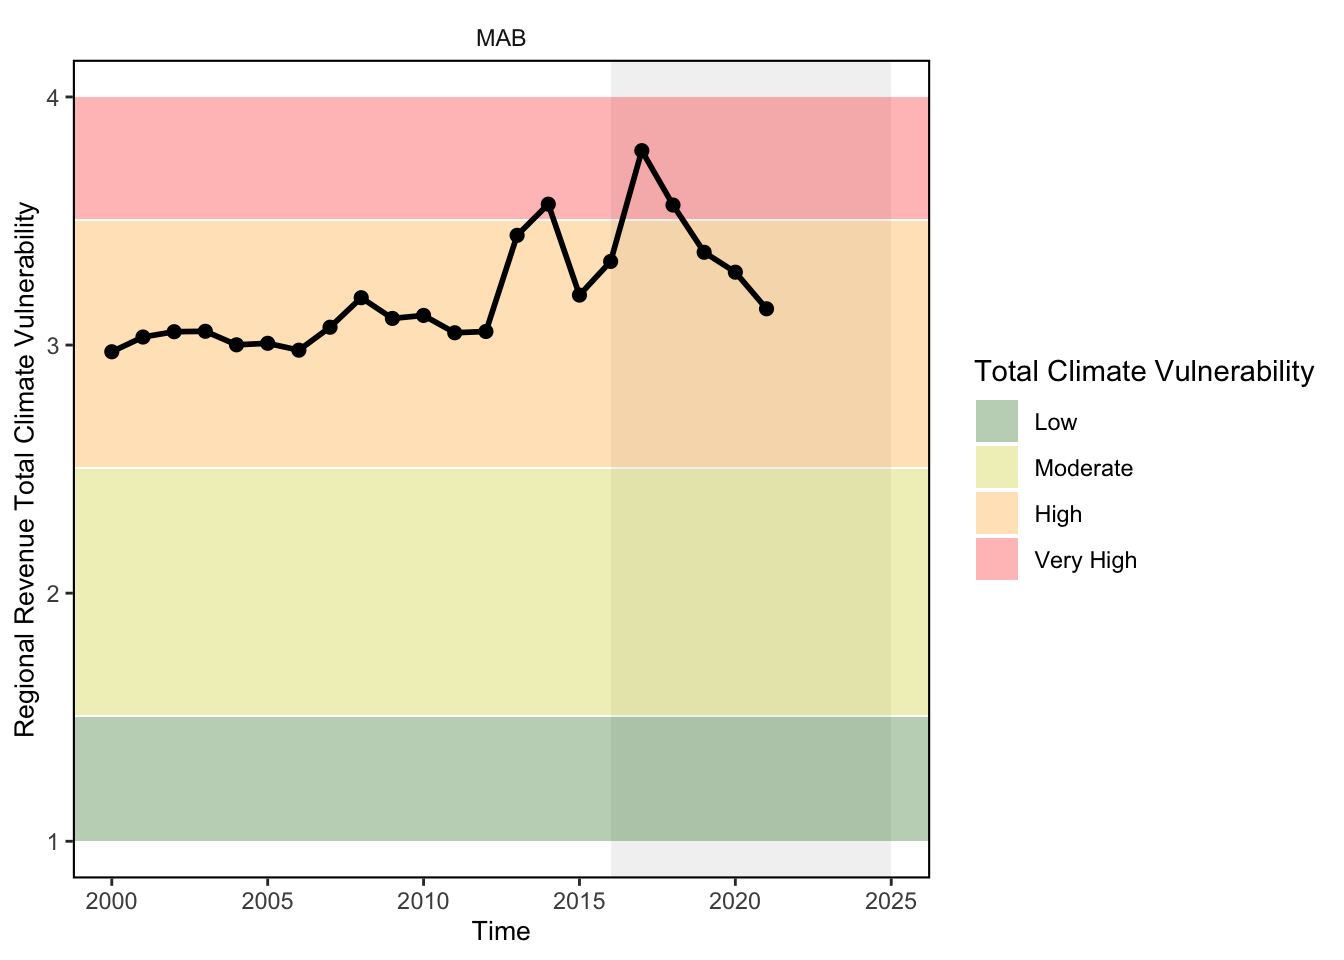 MAB
Regional Revenue Total Climate Vulnerability
4
3
2
1
2000 2005 2010 2015 2020 2025
Time
Total Climate Vulnerability
Low
Moderate
High
Very High